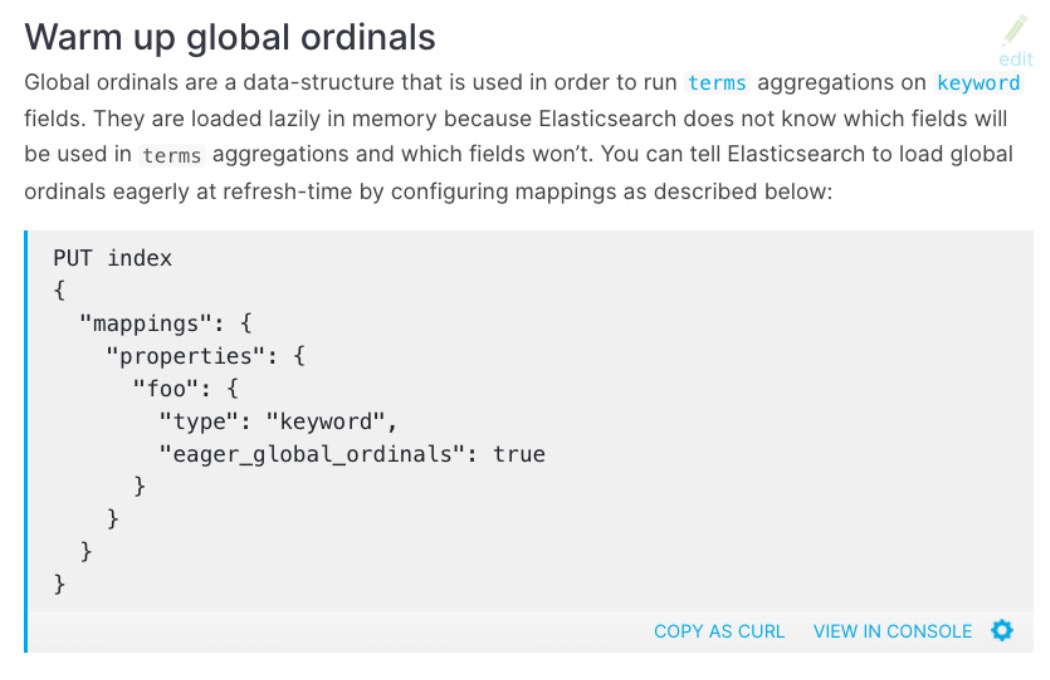 Warm up global ordinals
edit
Global ordinals are a data-structure that is used in order to run terms aggregations on keyword
fields. They are loaded lazily in memory because Elasticsearch does not know which fields will
be used in terms aggregations and which fields won’t. You can tell Elasticsearch to load global
ordinals eagerly at refresh-time by configuring mappings as described below:
PUT index
{
  "mappings": {
    "properties": {
      "foo": {
        "type": "keyword",
        "eager_global_ordinals": true
      }
    }
  }
}
COPY AS CURL VIEW IN CONSOLE